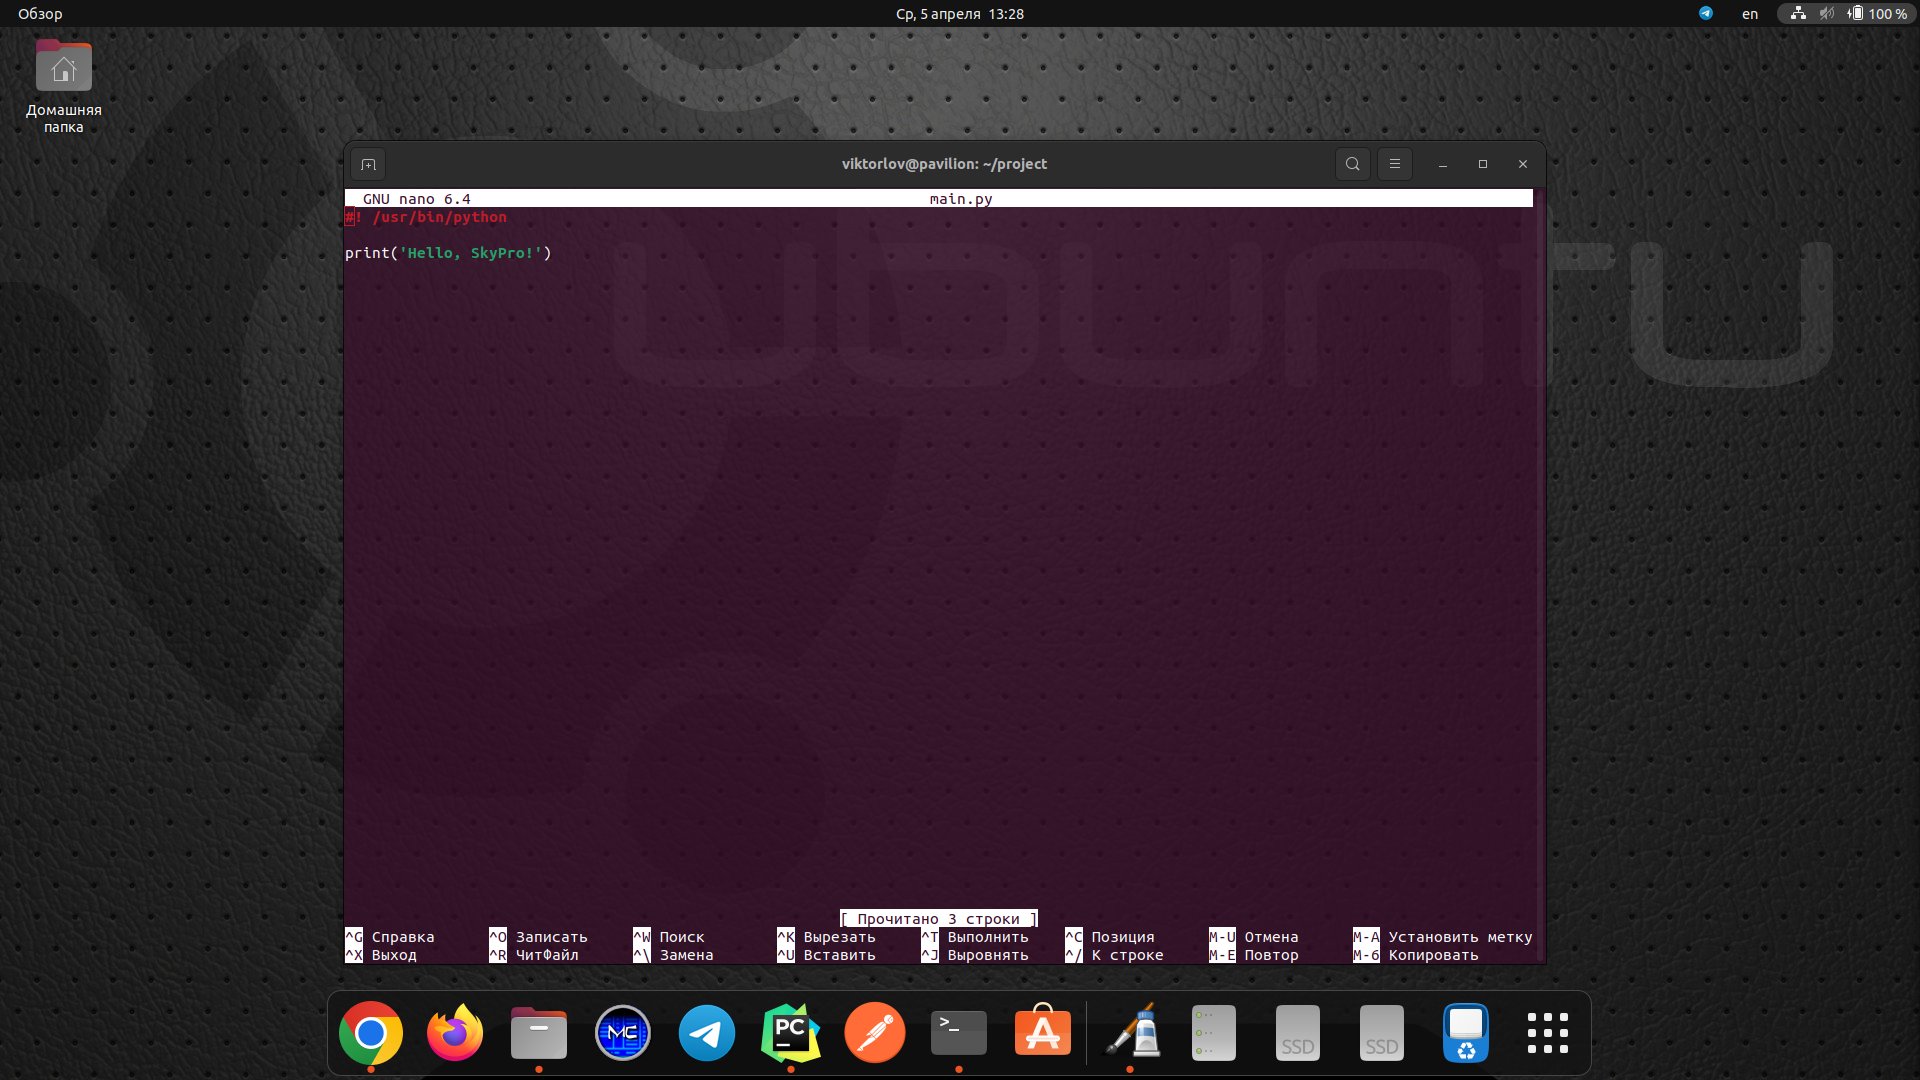 Обзор
Ср, 5 апреля 13:28
en
100 %
Домашняя
папка
viktorlov@pavilion: ~/project
GNU nano 6.4 main.py
#! /usr/bin/python
print('Hello, SkyPro!')
ubuntu
[ Прочитано 3 строки ]
^G Справка ^O Записать ^W Поиск ^K Вырезать ^T Выполнить ^C Позиция M-U Отмена M-A Установить метку
^X Выход ^R ЧитФайл ^\ Замена ^U Вставить ^J Выровнять ^/ К строке M-E Повтор M-6 Копировать
MC
PC
>_
SSD
SSD